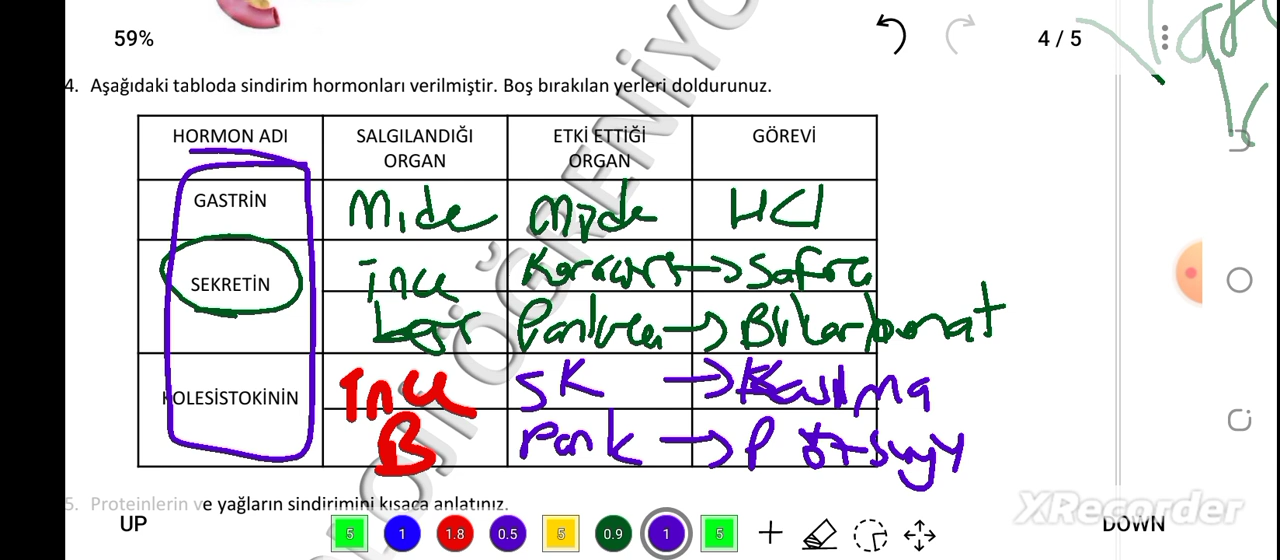 59%
4 / 5
4. Aşağıdaki tabloda sindirim hormonları verilmiştir. Boş bırakılan yerleri doldurunuz.
HORMON ADI SALGILANDIĞI ORGAN ETKİ ETTİĞİ ORGAN GÖREVİ
GASTRİN Mide Mide HCl
SEKRETİN İnce
→ Safra
→ Bikarbonat
KOLESİSTOKİNİN İnce B SK → Kasılma
Pank → P
5. Proteinlerin ve yağların sindirimini kısaca anlatınız.
UP 5 1 1.8 0.5 5 0.9 1 5 DOWN
XRecorder